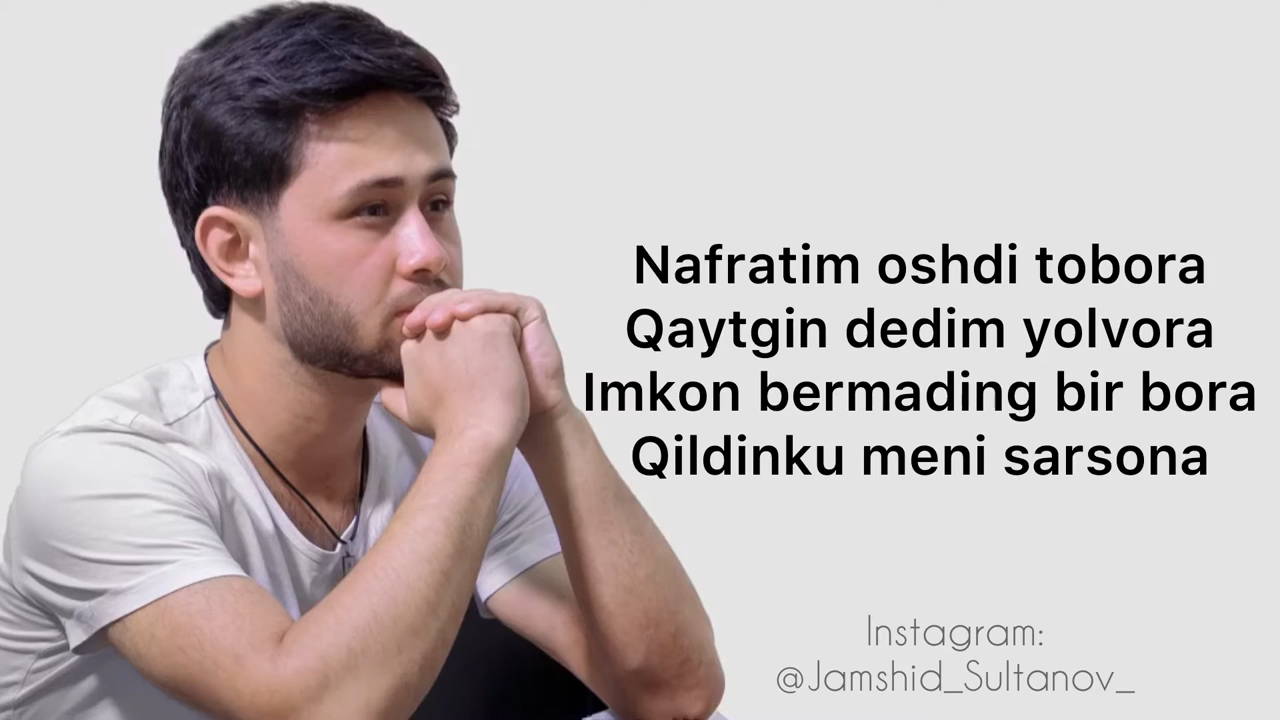 Nafratim oshdi tobora
Qaytgin dedim yolvora
Imkon bermading bir bora
Qildinku meni sarsona
Instagram:
@Jamshid_Sultanov_